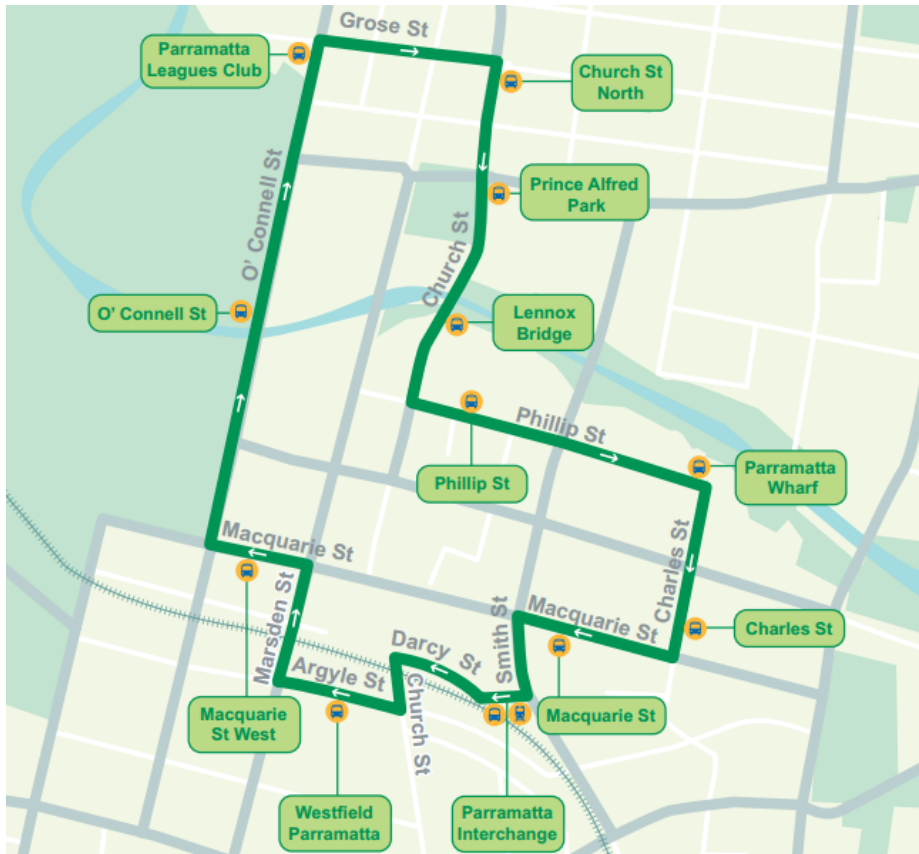 Grose St
Parramatta
Leagues Club
Church St
North
Prince Alfred
Park
O' Connell St
Church St
O' Connell St
Lennox
Bridge
Phillip St
Phillip St
Parramatta
Wharf
Macquarie St
Charles St
Marsden St
Smith St
Macquarie St
Charles St
Darcy St
Argyle St
Church St
Macquarie
St West
Macquarie St
Westfield
Parramatta
Parramatta
Interchange